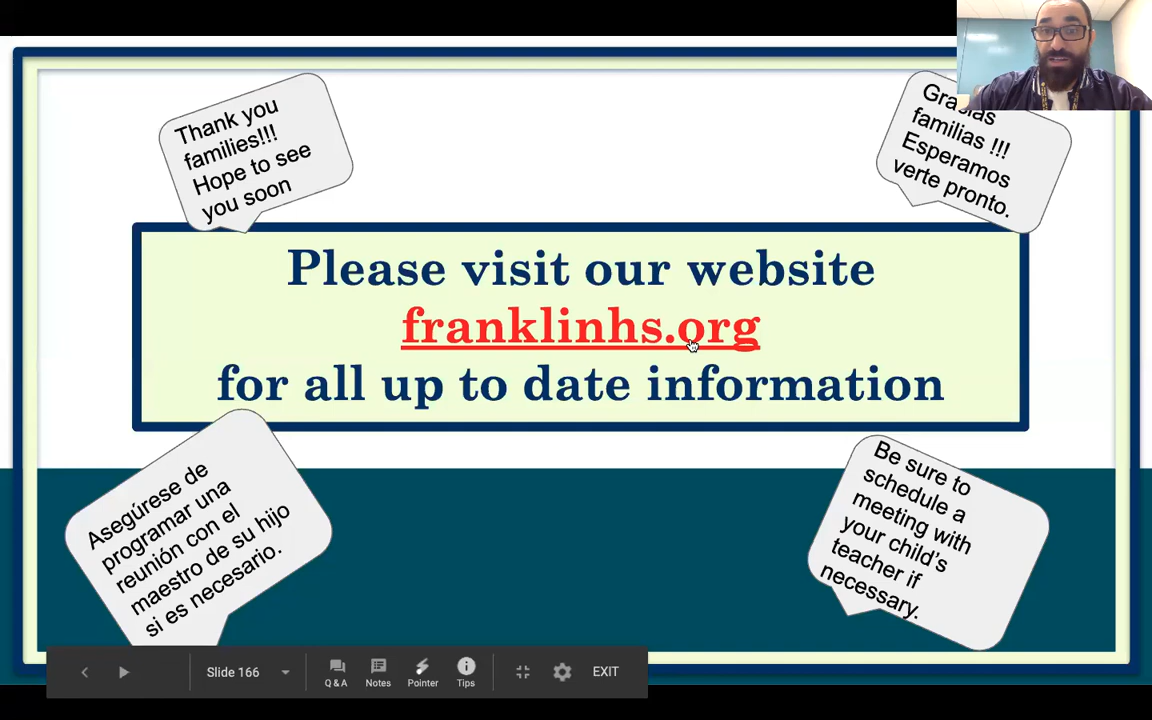 Thank you
families!!!
Hope to see
you soon
Gracias
familias !!!
Esperamos
verte pronto.
Please visit our website
franklinhs.org
for all up to date information
Asegúrese de
programar una
reunión con el
maestro de su hijo
si es necesario.
Be sure to
schedule a
meeting with
your child's
teacher if
necessary.
Slide 166
Q & A
Notes
Pointer
Tips
EXIT